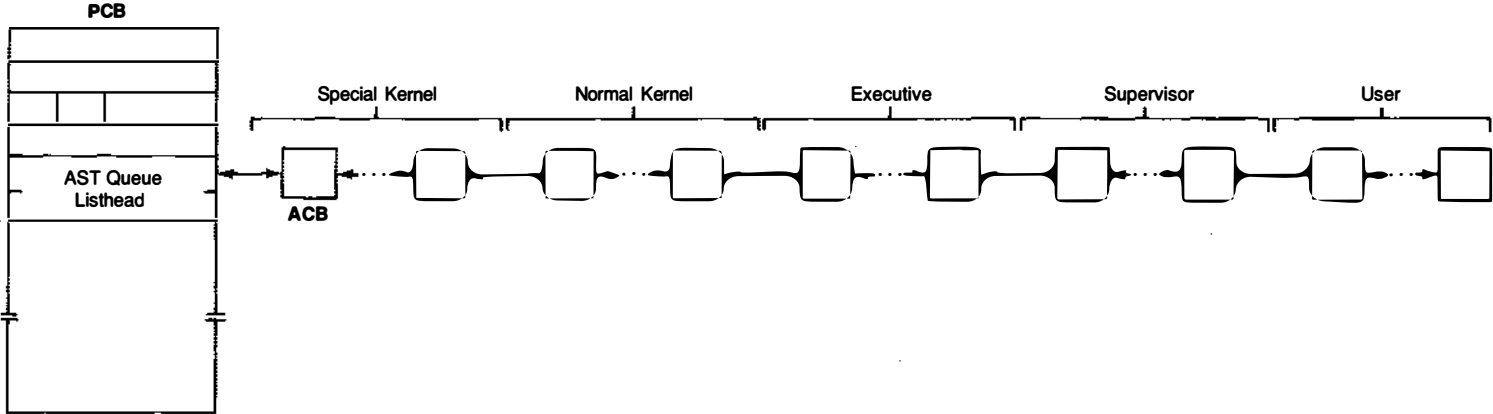 PCB
Special Kernel
Normal Kernel
Executive
Supervisor
User
AST Queue
Listhead
ACB